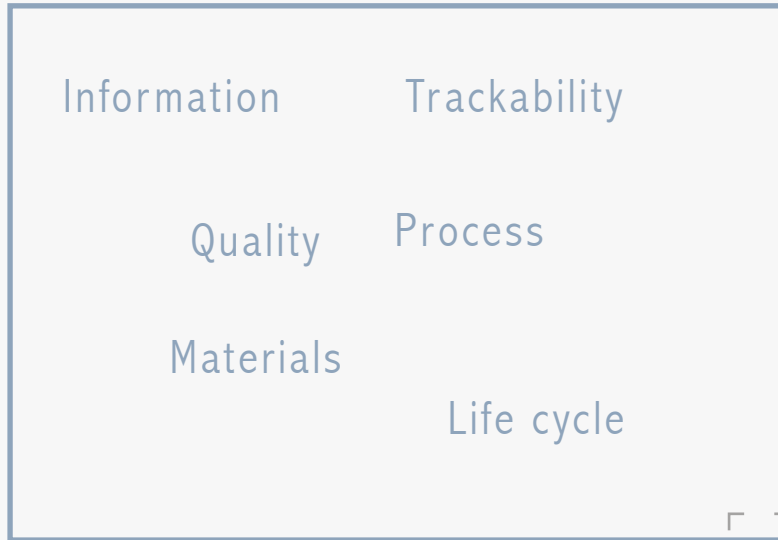 Information
Trackability
Quality
Process
Materials
Life cycle